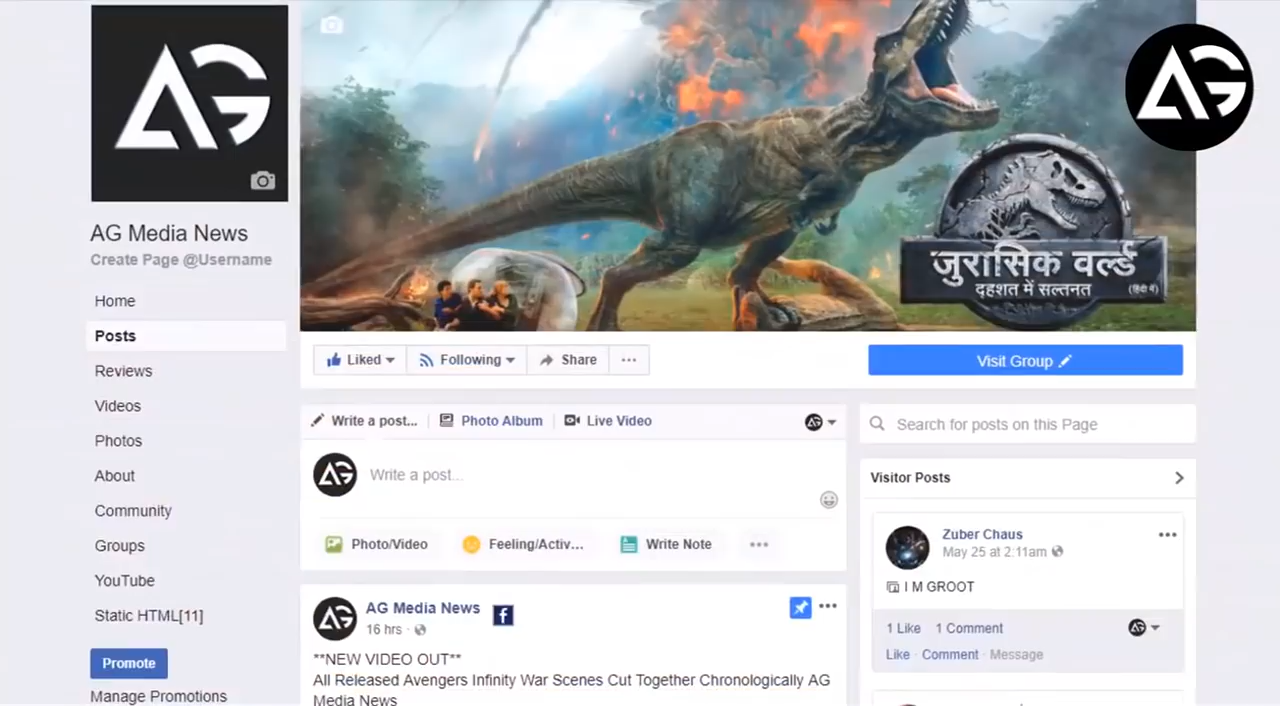 AG
AG
जुरासिक वर्ल्ड
दहशत में सल्तनत
(हिंदी में)
AG Media News
Create Page @Username
Home
Posts
Reviews
Videos
Photos
About
Community
Groups
YouTube
Static HTML[11]
Promote
Manage Promotions
Liked
Following
Share
Visit Group
Write a post...
Photo Album
Live Video
Write a post...
Photo/Video
Feeling/Activ...
Write Note
AG Media News
16 hrs ·
**NEW VIDEO OUT**
All Released Avengers Infinity War Scenes Cut Together Chronologically AG
Media News
Search for posts on this Page
Visitor Posts
Zuber Chaus
May 25 at 2:11am
I M GROOT
1 Like 1 Comment
Like · Comment · Message